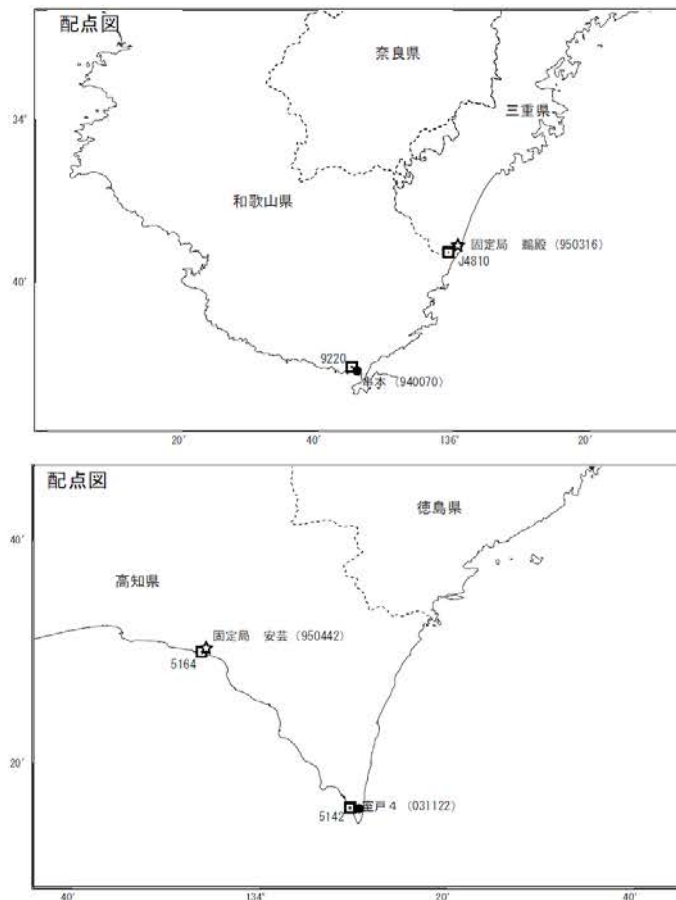 配点図
奈良県
34'
三重県
和歌山県
固定局 鵜殿 (950316)
J4810
40'
9220
串本 (940070)
20'
40'
136°
20'
配点図
徳島県
40'
高知県
固定局 安芸 (950442)
5164
20'
室戸4 (031122)
5142
40'
134°
20'
40'